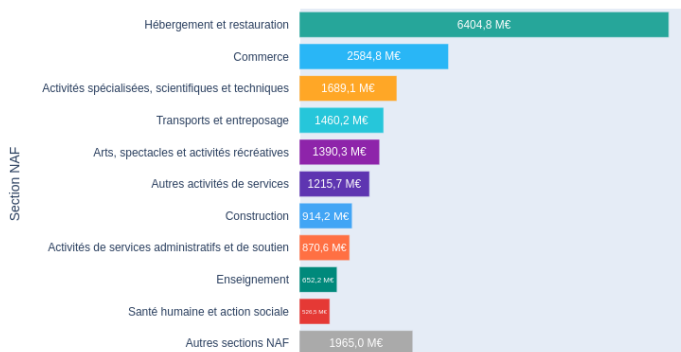 Section NAF
Hébergement et restauration 6404,8 M€
Commerce 2584,8 M€
Activités spécialisées, scientifiques et techniques 1689,1 M€
Transports et entreposage 1460,2 M€
Arts, spectacles et activités récréatives 1390,3 M€
Autres activités de services 1215,7 M€
Construction 914,2 M€
Activités de services administratifs et de soutien 870,6 M€
Enseignement 652,2 M€
Santé humaine et action sociale 526,5 M€
Autres sections NAF 1965,0 M€